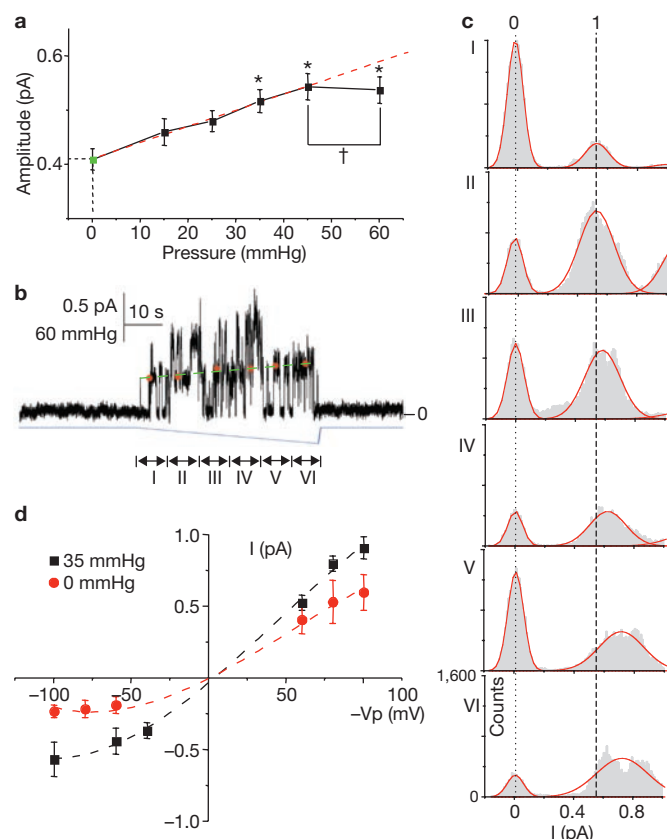 a
Amplitude (pA)
0.6
0.4
* * *
†
0 10 20 30 40 50 60
Pressure (mmHg)
b
0.5 pA
10 s
60 mmHg
0
I II III IV V VI
c
0 1
I
II
III
IV
V
VI
1,600
Counts
0
0 0.4 0.8
I (pA)
d
35 mmHg
0 mmHg
I (pA)
1.0
0.5
−0.5
−1.0
−100 −50 50 100
−Vp (mV)